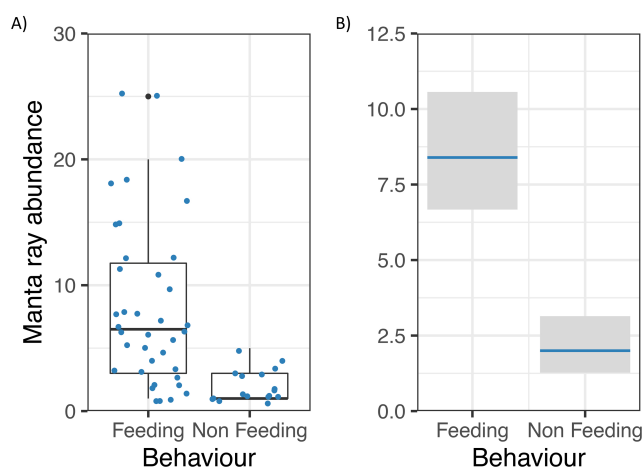 A)
Manta ray abundance
30
20
10
0
Feeding Non Feeding
Behaviour
B)
12.5
10.0
7.5
5.0
2.5
0.0
Feeding Non Feeding
Behaviour